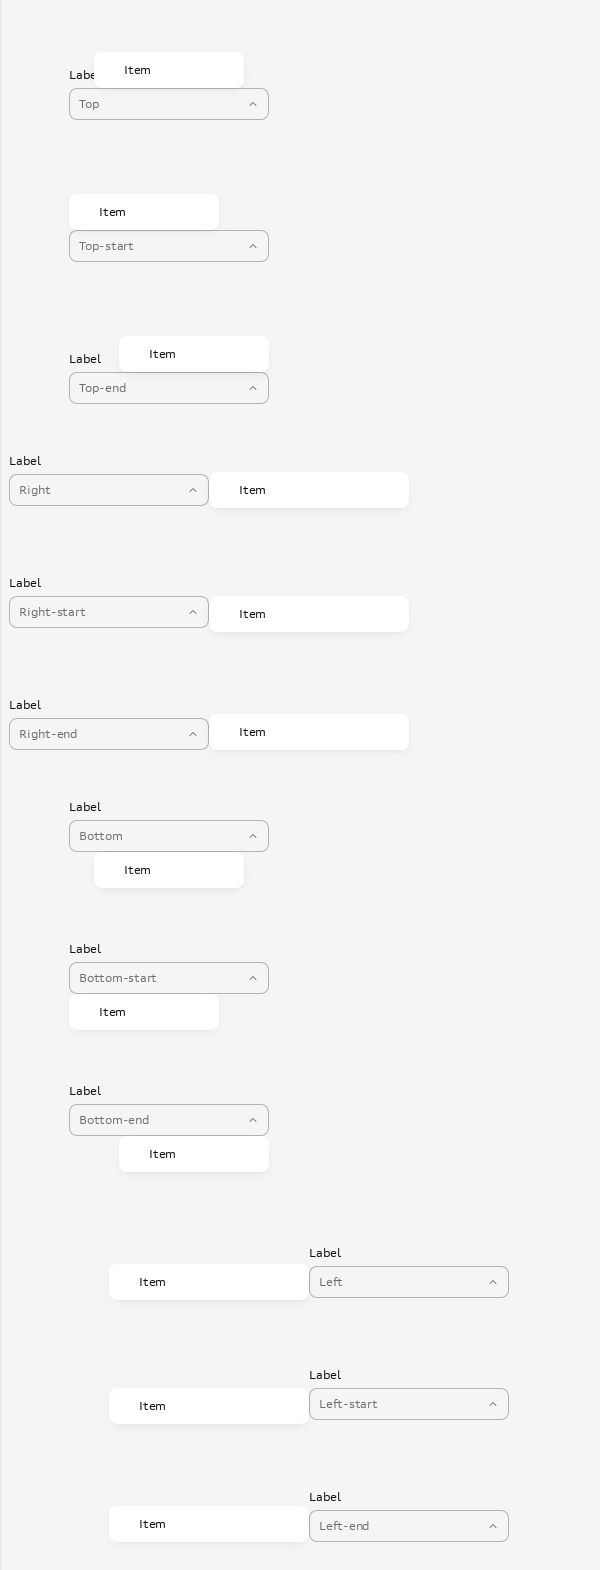 Labe
Item
Top
Item
Top-start
Label
Item
Top-end
Label
Right
Item
Label
Right-start
Item
Label
Right-end
Item
Label
Bottom
Item
Label
Bottom-start
Item
Label
Bottom-end
Item
Label
Item
Left
Label
Item
Left-start
Label
Item
Left-end